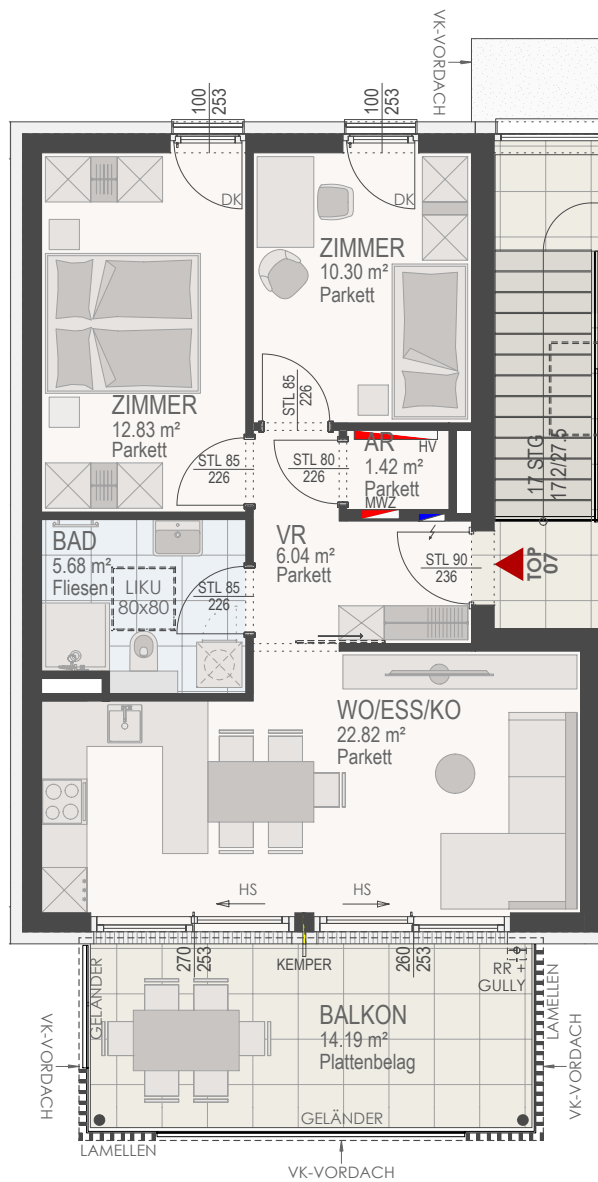 VK-VORDACH
100
253
100
253
DK
DK
ZIMMER
10.30 m²
Parkett
ZIMMER
12.83 m²
Parkett
STL 85
226
STL 85
226
STL 80
226
AR
1.42 m²
Parkett
HV
MWZ
17 STG
17.2/27.5
BAD
5.68 m²
Fliesen
LIKU
80x80
STL 85
226
VR
6.04 m²
Parkett
STL 90
236
TOP
07
WO/ESS/KO
22.82 m²
Parkett
HS
HS
270
253
KEMPER
260
253
RR +
GULLY
GELÄNDER
LAMELLEN
BALKON
14.19 m²
Plattenbelag
VK-VORDACH
VK-VORDACH
GELÄNDER
LAMELLEN
VK-VORDACH